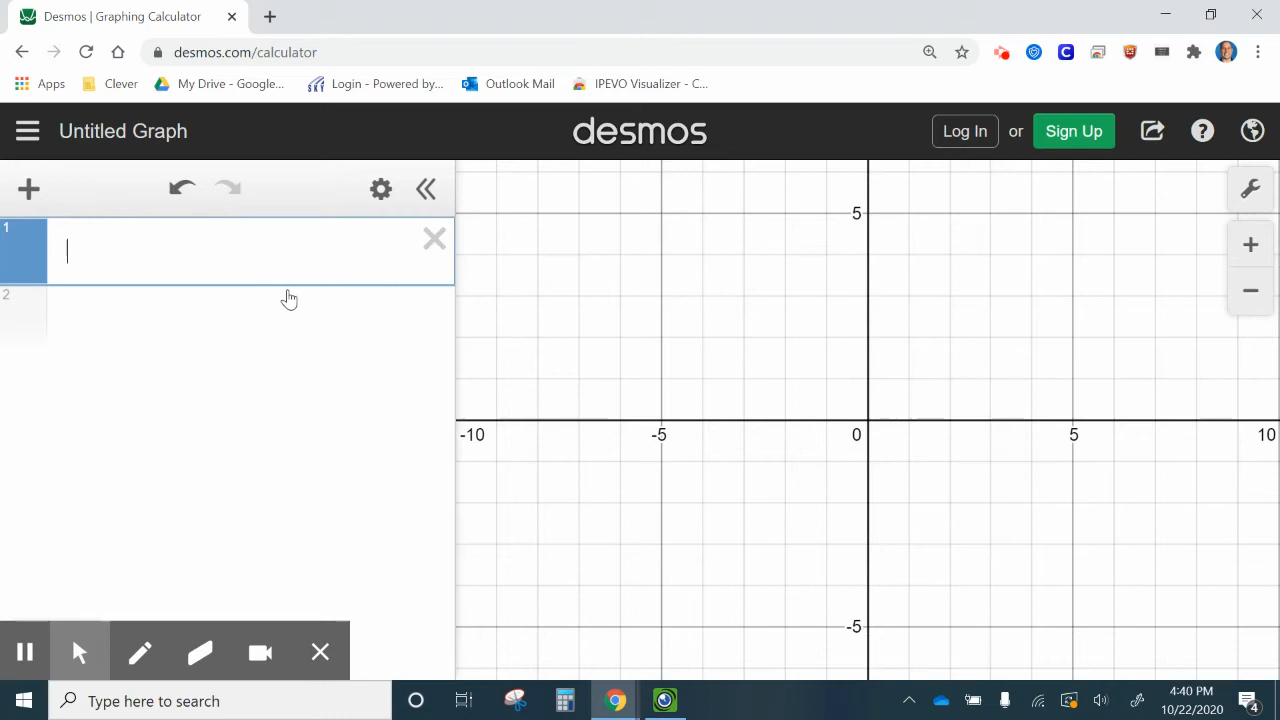 Desmos | Graphing Calculator
desmos.com/calculator
Apps Clever My Drive - Google... Login - Powered by... Outlook Mail IPEVO Visualizer - C...
Untitled Graph desmos Log In or Sign Up
1
2
5
-10 -5 0 5 10
-5
Type here to search
4:40 PM
10/22/2020
4